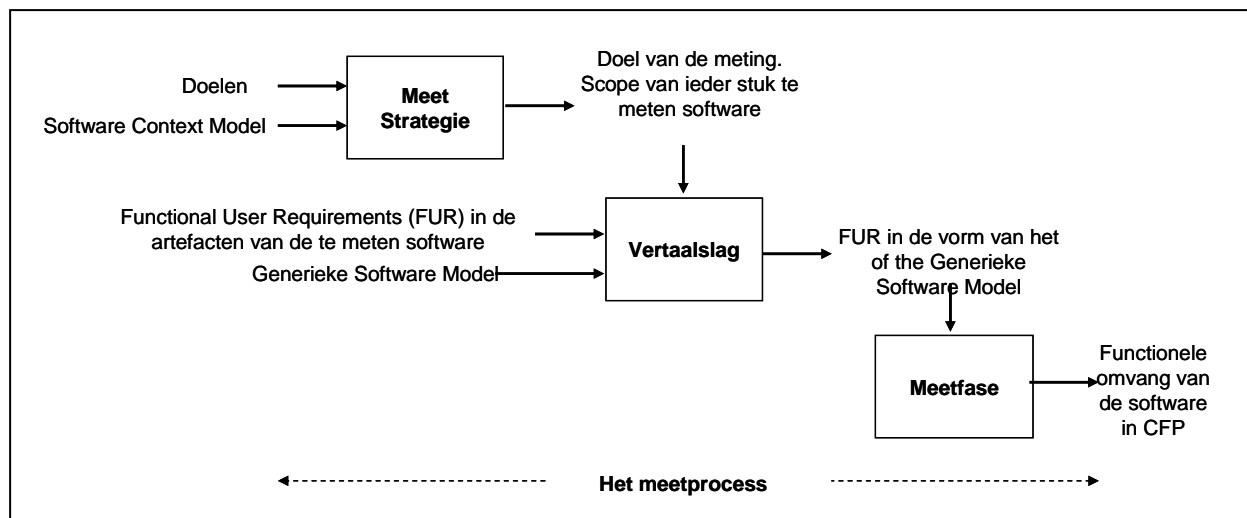 Doelen
Software Context Model
Meet
Strategie
Doel van de meting.
Scope van ieder stuk te
meten software
Functional User Requirements (FUR) in de
artefacten van de te meten software
Generieke Software Model
Vertaalslag
FUR in de vorm van het
of the Generieke
Software Model
Meetfase
Functionele
omvang van
de software
in CFP
Het meetprocess